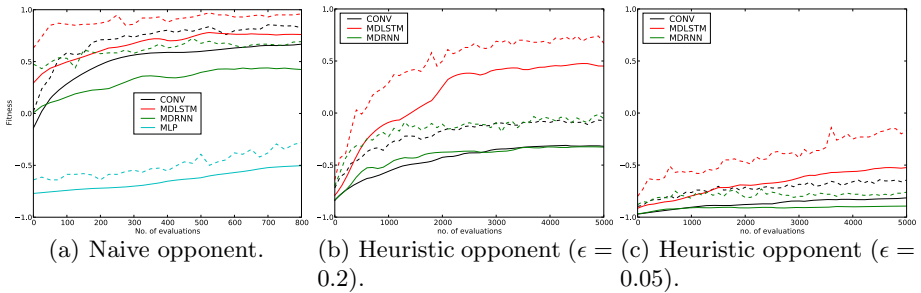 1.0
0.5
0.0
−0.5
−1.0
Fitness
0 100 200 300 400 500 600 700 800
No. of evaluations
CONV
MDLSTM
MDRNN
MLP
1.0
0.5
0.0
−0.5
−1.0
0 1000 2000 3000 4000 5000
No. of evaluations
CONV
MDLSTM
MDRNN
1.0
0.5
0.0
−0.5
−1.0
0 1000 2000 3000 4000 5000
No. of evaluations
CONV
MDLSTM
MDRNN
(a) Naive opponent.
(b) Heuristic opponent (ϵ =
0.2).
(c) Heuristic opponent (ϵ =
0.05).